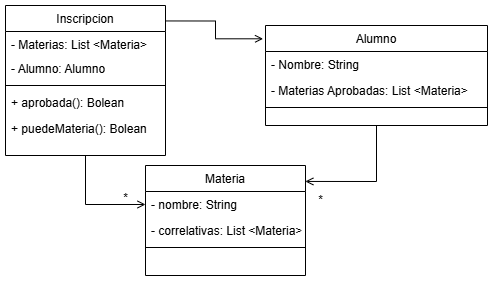 Inscripcion
- Materias: List <Materia>
- Alumno: Alumno
+ aprobada(): Bolean
+ puedeMateria(): Bolean
Alumno
- Nombre: String
- Materias Aprobadas: List <Materia>
*
*
Materia
- nombre: String
- correlativas: List <Materia>